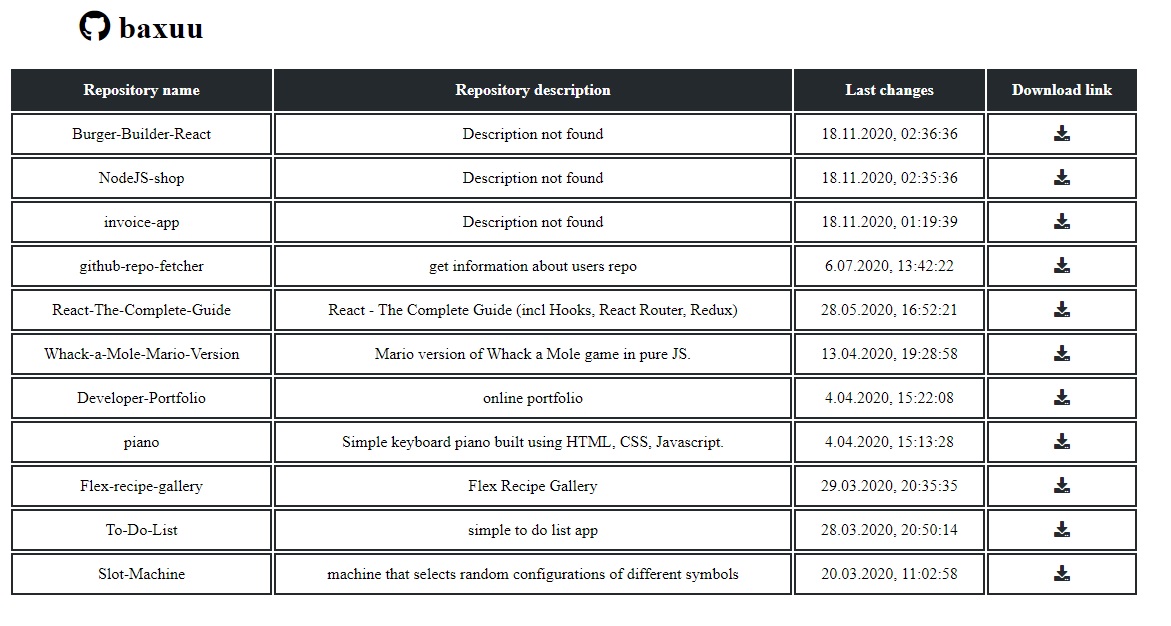 baxuu
Repository name Repository description Last changes Download link
Burger-Builder-React Description not found 18.11.2020, 02:36:36
NodeJS-shop Description not found 18.11.2020, 02:35:36
invoice-app Description not found 18.11.2020, 01:19:39
github-repo-fetcher get information about users repo 6.07.2020, 13:42:22
React-The-Complete-Guide React - The Complete Guide (incl Hooks, React Router, Redux) 28.05.2020, 16:52:21
Whack-a-Mole-Mario-Version Mario version of Whack a Mole game in pure JS. 13.04.2020, 19:28:58
Developer-Portfolio online portfolio 4.04.2020, 15:22:08
piano Simple keyboard piano built using HTML, CSS, Javascript. 4.04.2020, 15:13:28
Flex-recipe-gallery Flex Recipe Gallery 29.03.2020, 20:35:35
To-Do-List simple to do list app 28.03.2020, 20:50:14
Slot-Machine machine that selects random configurations of different symbols 20.03.2020, 11:02:58